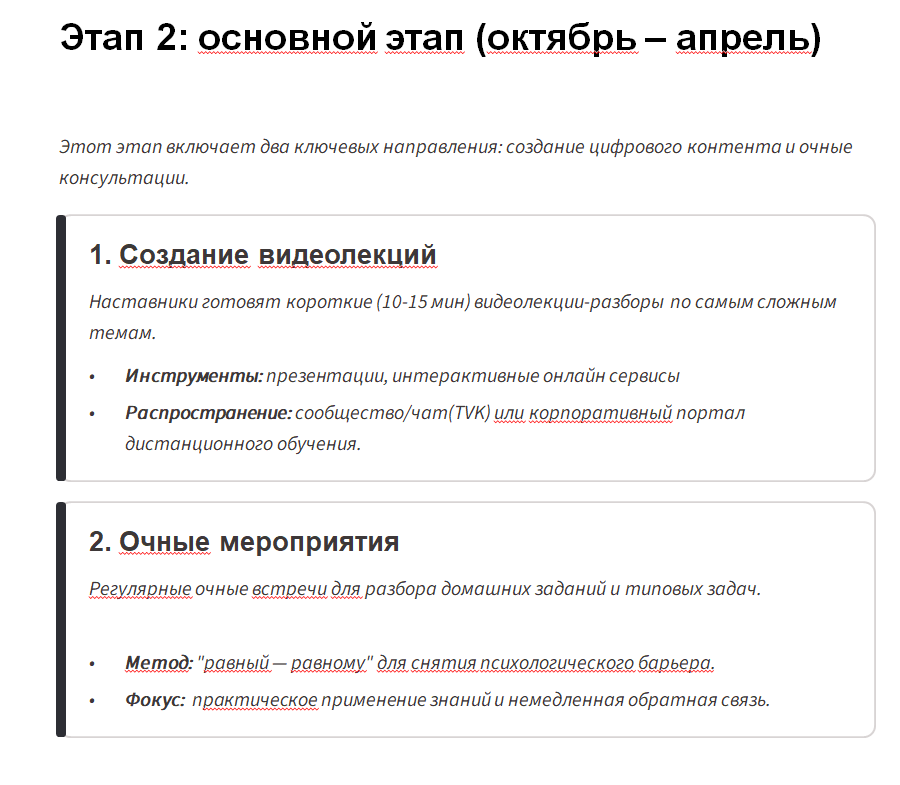 Этап 2: основной этап (октябрь – апрель)
Этот этап включает два ключевых направления: создание цифрового контента и очные
консультации.
1. Создание видеолекций
Наставники готовят короткие (10-15 мин) видеолекции-разборы по самым сложным
темам.
• Инструменты: презентации, интерактивные онлайн сервисы
• Распространение: сообщество/чат(TVK) или корпоративный портал
дистанционного обучения.
2. Очные мероприятия
Регулярные очные встречи для разбора домашних заданий и типовых задач.
• Метод: "равный — равному" для снятия психологического барьера.
• Фокус: практическое применение знаний и немедленная обратная связь.